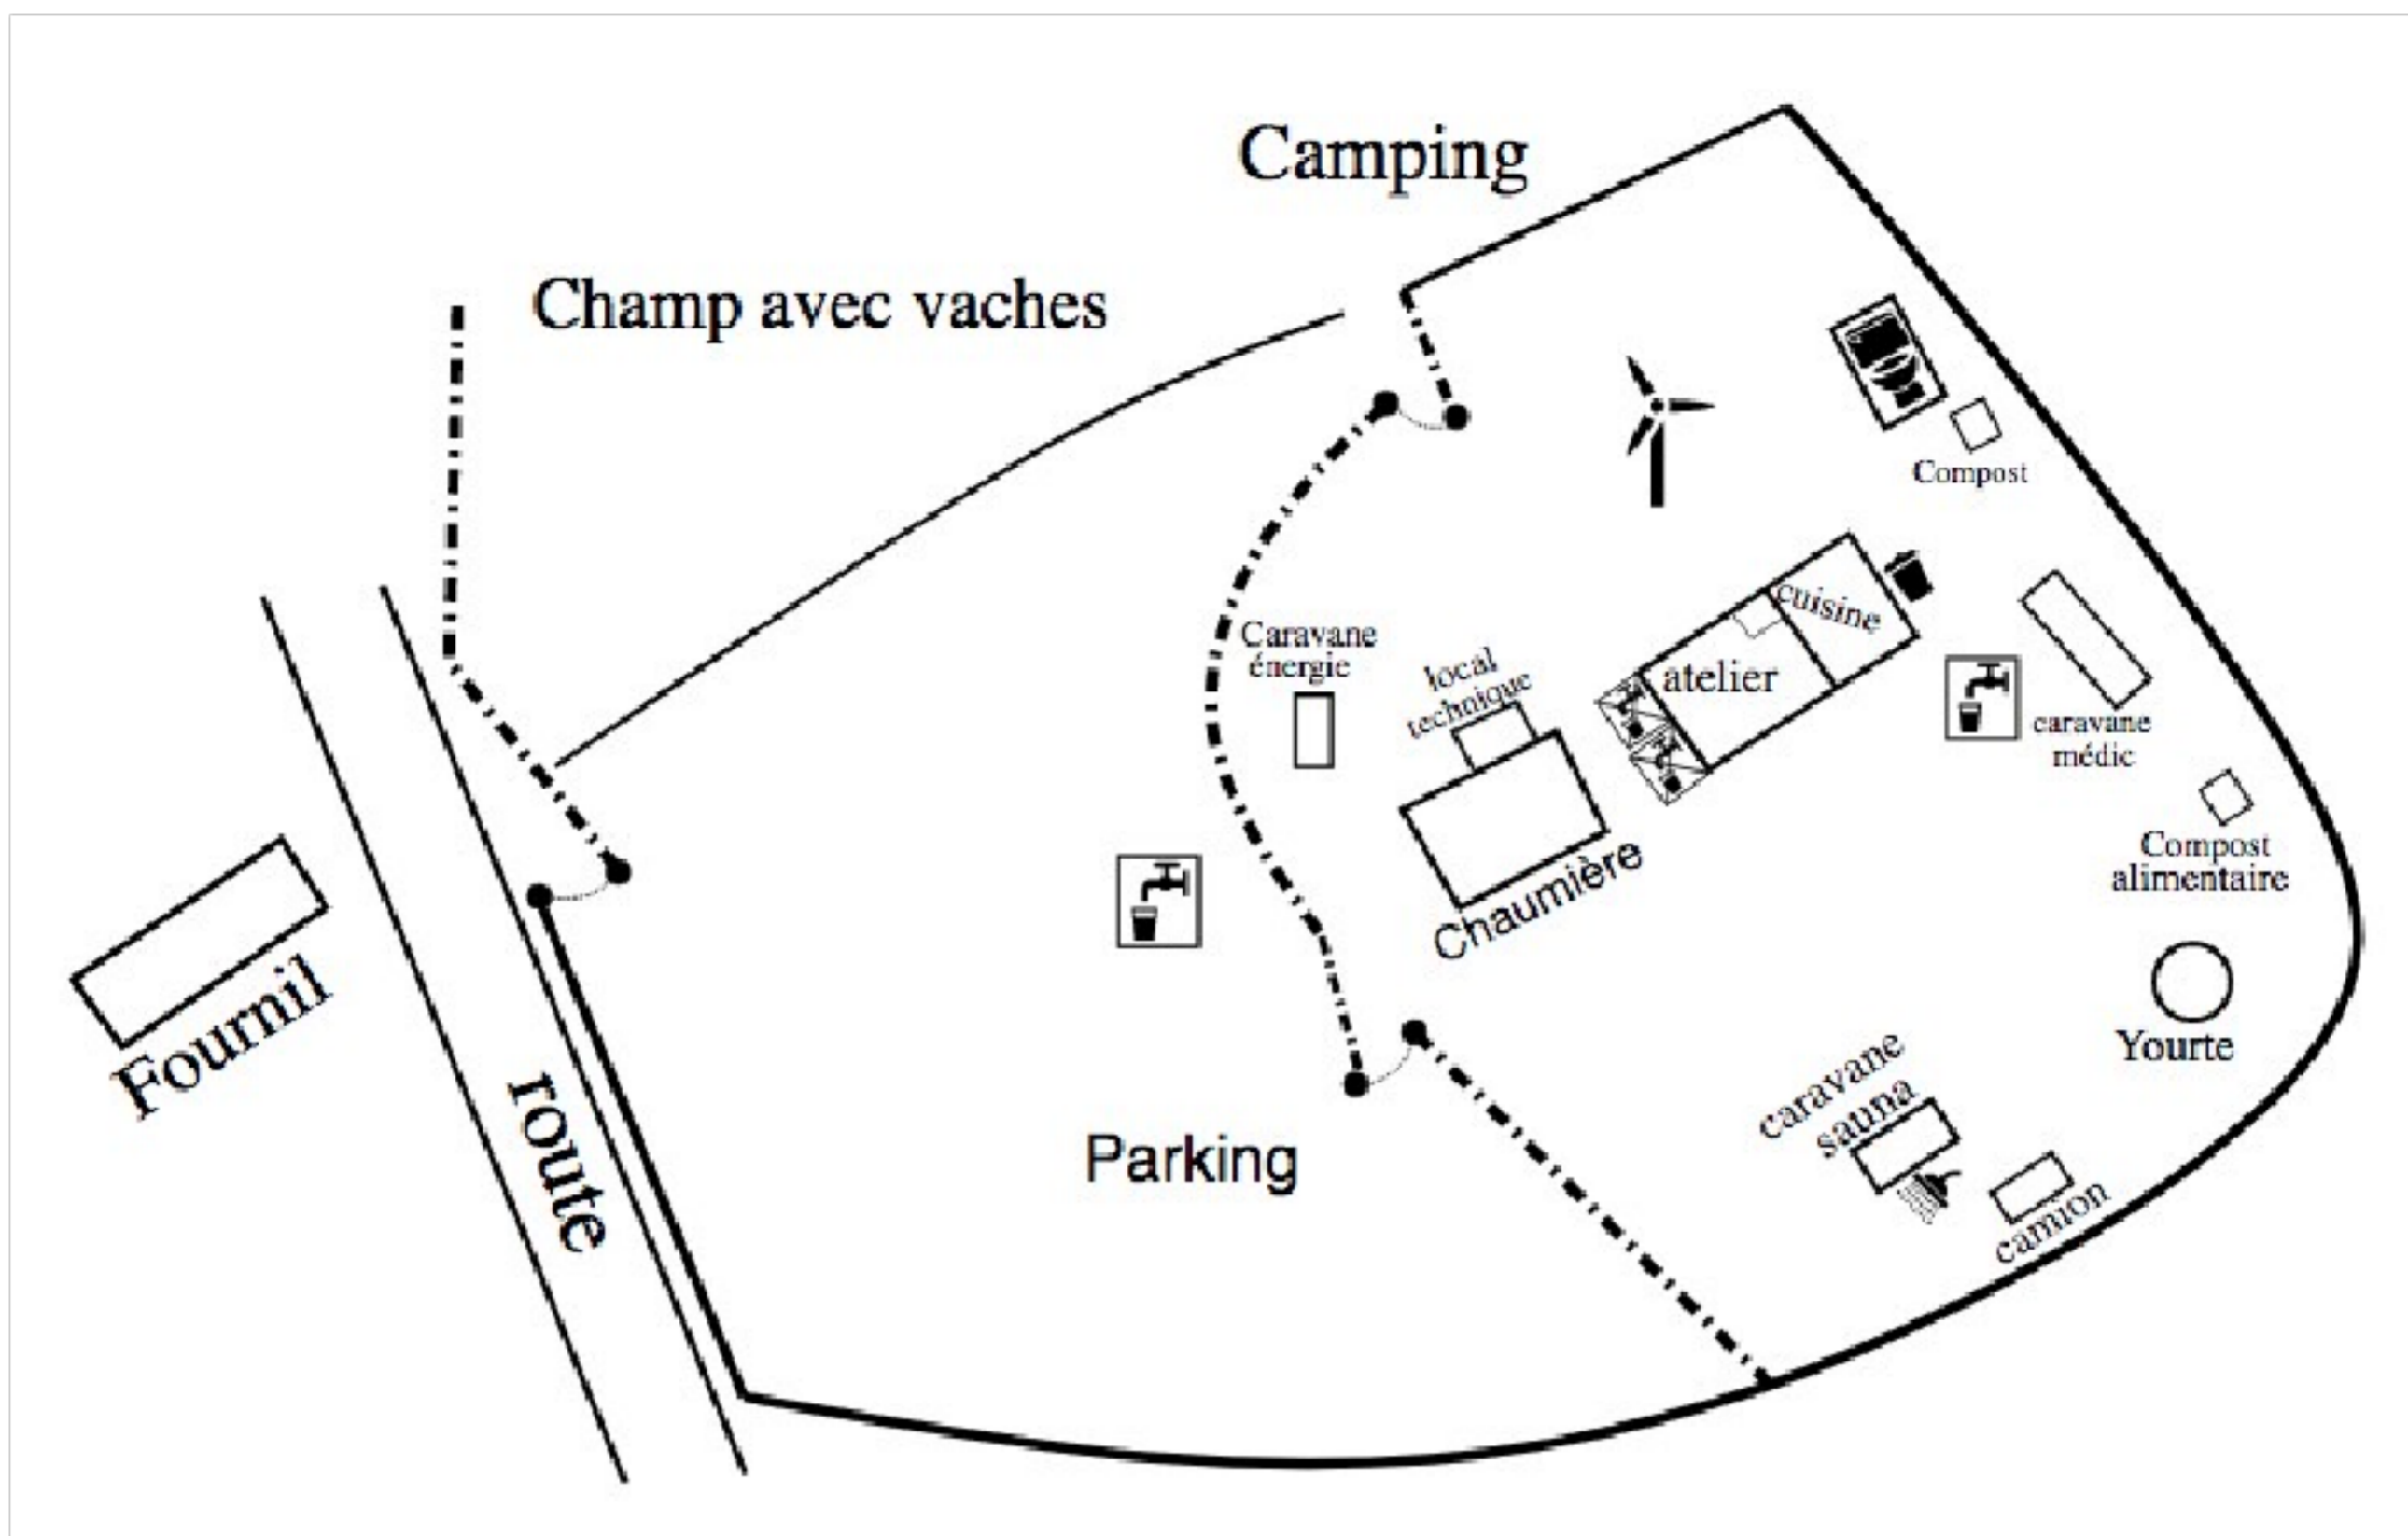 Camping
Champ avec vaches
Compost
cuisine
Caravane
énergie
local
technique
atelier
caravane
médic
Compost
alimentaire
Chaumière
Fournil
route
Yourte
caravane
sauna
Parking
camion